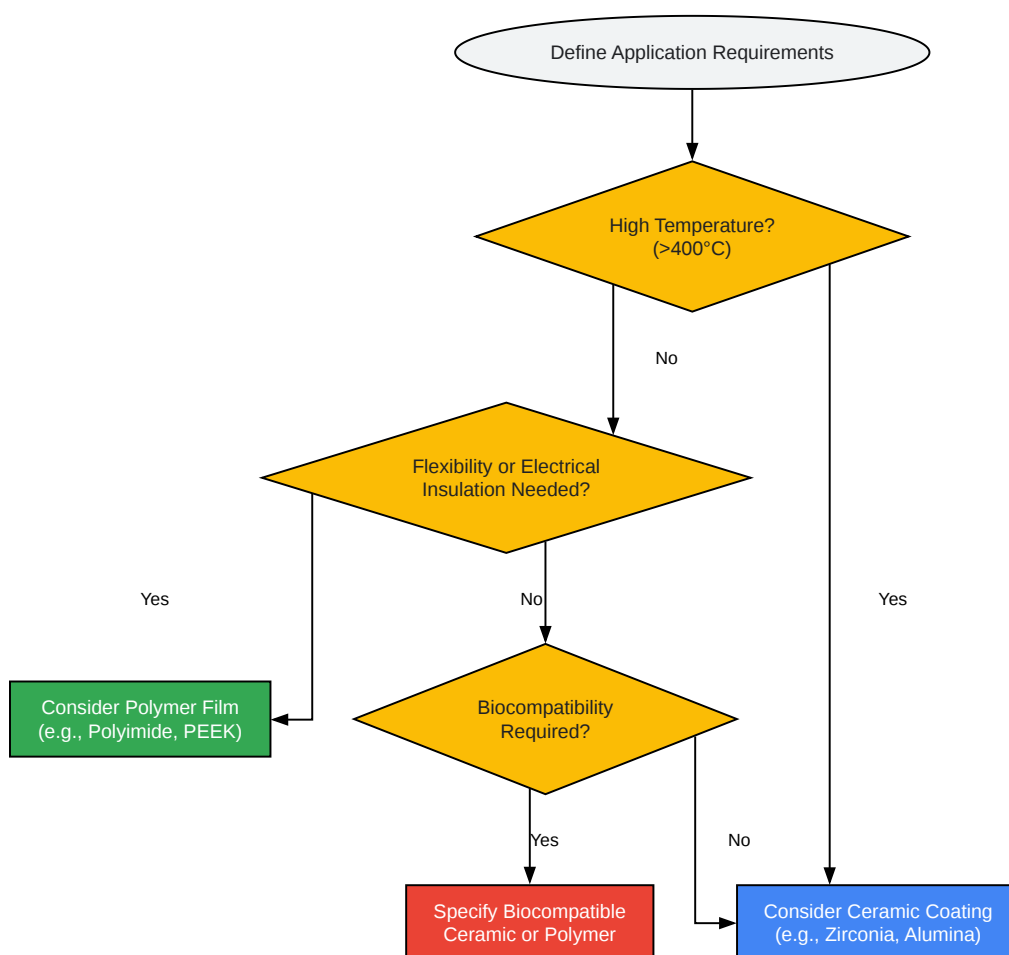 Define Application Requirements
High Temperature?
(>400°C)
No
Flexibility or Electrical
Insulation Needed?
Yes
No
Yes
Consider Polymer Film
(e.g., Polyimide, PEEK)
Biocompatibility
Required?
Yes
No
Specify Biocompatible
Ceramic or Polymer
Consider Ceramic Coating
(e.g., Zirconia, Alumina)